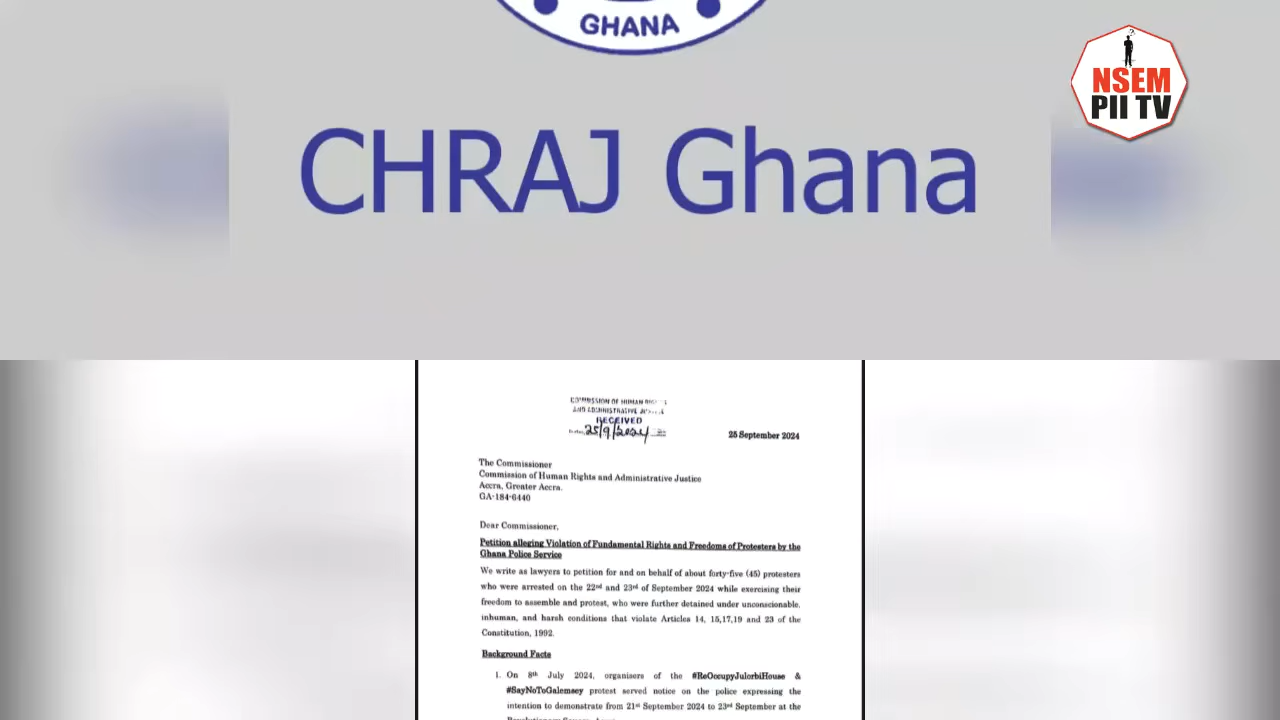 GHANA
CHRAJ Ghana
NSEM
PII TV
COMMISSION OF HUMAN
AND ADMINISTRATIVE
RECEIVED
25/9/2024
25 September 2024
The Commissioner
Commission of Human Rights and Administrative Justice
Accra, Greater Accra.
GA-184-6440
Dear Commissioner,
Petition alleging Violation of Fundamental Rights and Freedoms of Protesters by the
Ghana Police Service
We write as lawyers to petition for and on behalf of about forty-five (45) protesters
who were arrested on the 22nd and 23rd of September 2024 while exercising their
freedom to assemble and protest, who were further detained under unconscionable,
inhuman, and harsh conditions that violate Articles 14, 15,17,19 and 23 of the
Constitution, 1992.
Background Facts
1. On 8th July 2024, organisers of the #ReOccupyJulorbiHouse &
#SayNoToGalamsey protest served notice on the police expressing the
intention to demonstrate from 21st September 2024 to 23rd September at the